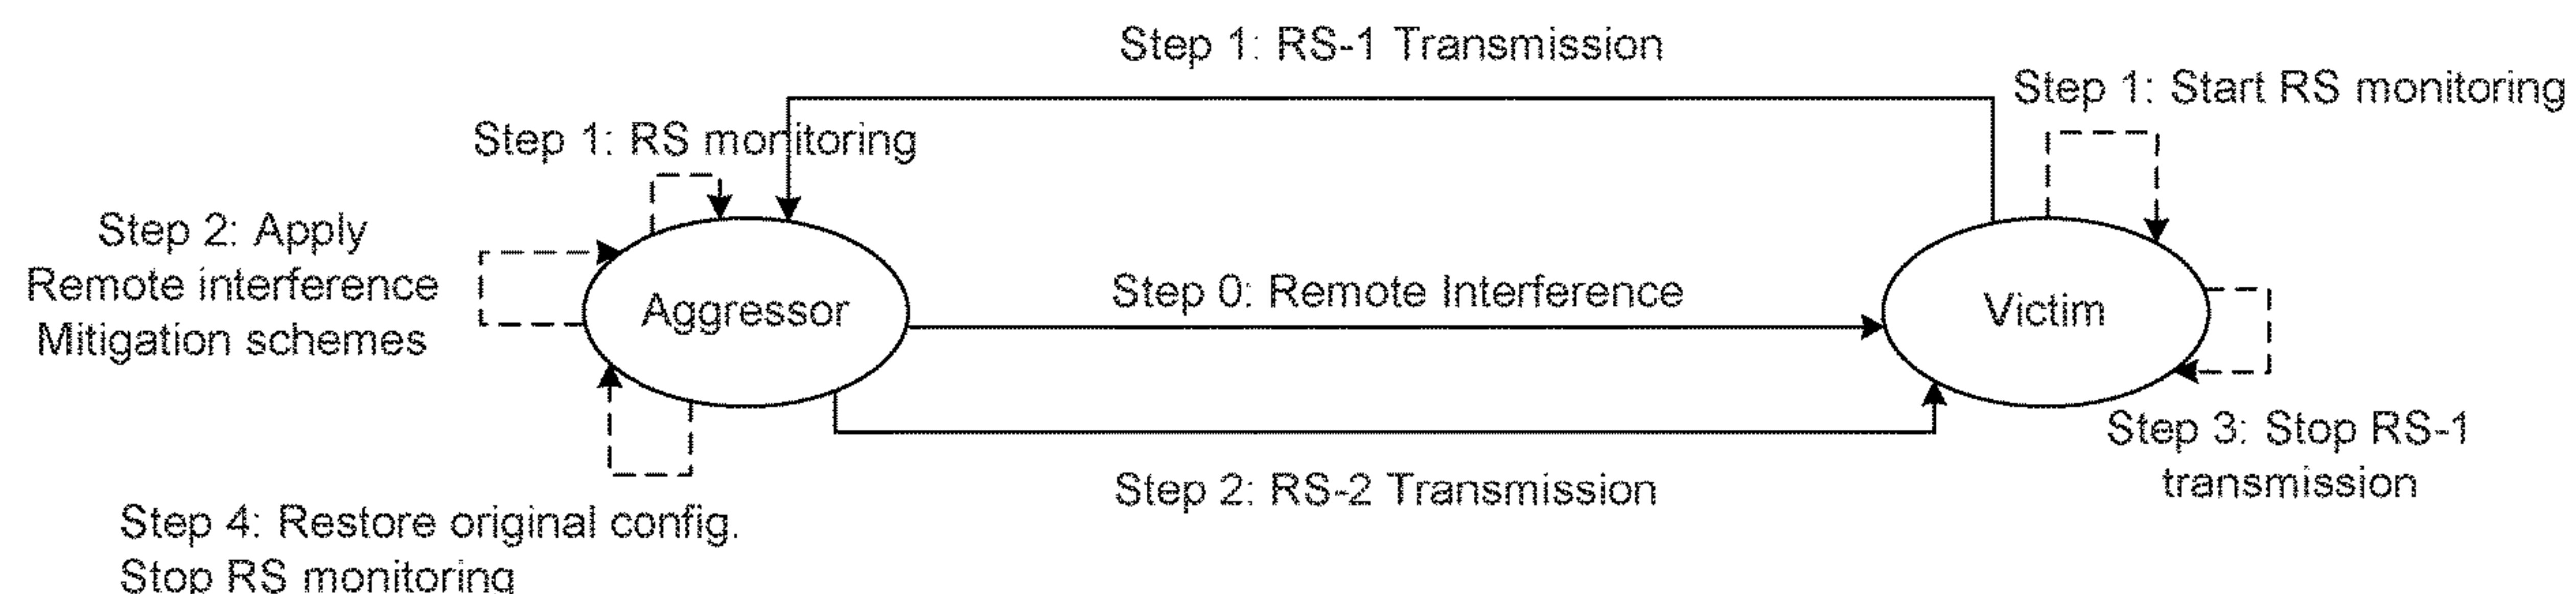 Step 1: RS-1 Transmission
Step 1: Start RS monitoring
Step 1: RS monitoring
Step 2: Apply
Remote interference
Mitigation schemes
Aggressor
Step 0: Remote Interference
Victim
Step 3: Stop RS-1
transmission
Step 2: RS-2 Transmission
Step 4: Restore original config.
Stop RS monitoring